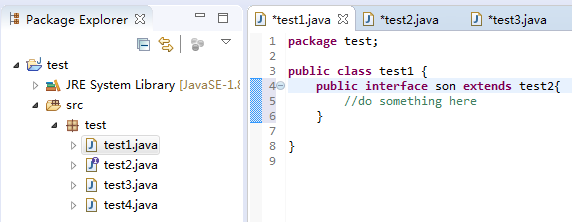 Package Explorer
test
JRE System Library [JavaSE-1.8
src
test
test1.java
test2.java
test3.java
test4.java
*test1.java
*test2.java
*test3.java
1 package test;
2
3 public class test1 {
4 public interface son extends test2{
5 //do something here
6 }
7
8 }
9